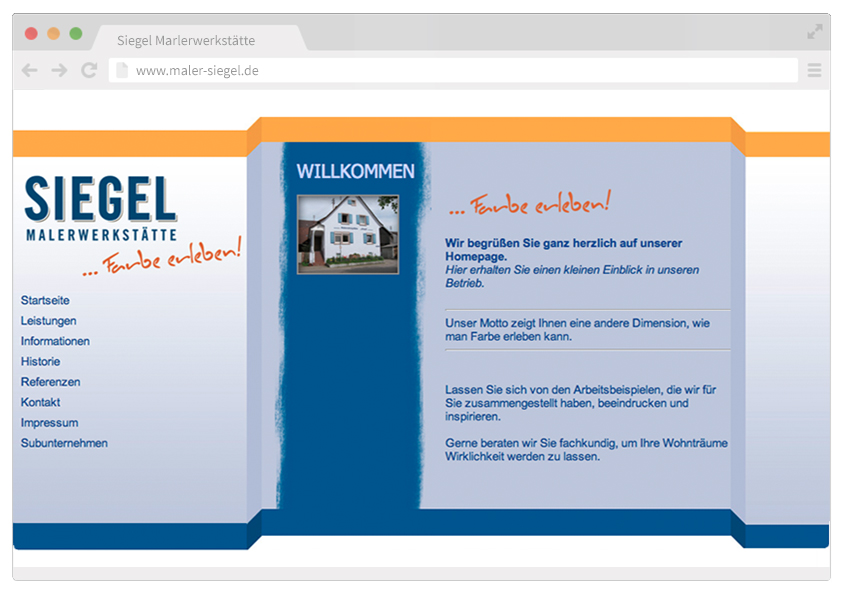 Siegel Marlerwerkstätte
www.maler-siegel.de
SIEGEL
MALERWERKSTÄTTE
... Farbe erleben!
Startseite
Leistungen
Informationen
Historie
Referenzen
Kontakt
Impressum
Subunternehmen
WILLKOMMEN
... Farbe erleben!
Wir begrüßen Sie ganz herzlich auf unserer
Homepage.
Hier erhalten Sie einen kleinen Einblick in unseren
Betrieb.
Unser Motto zeigt Ihnen eine andere Dimension, wie
man Farbe erleben kann.
Lassen Sie sich von den Arbeitsbeispielen, die wir für
Sie zusammengestellt haben, beeindrucken und
inspirieren.
Gerne beraten wir Sie fachkundig, um Ihre Wohnträume
Wirklichkeit werden zu lassen.